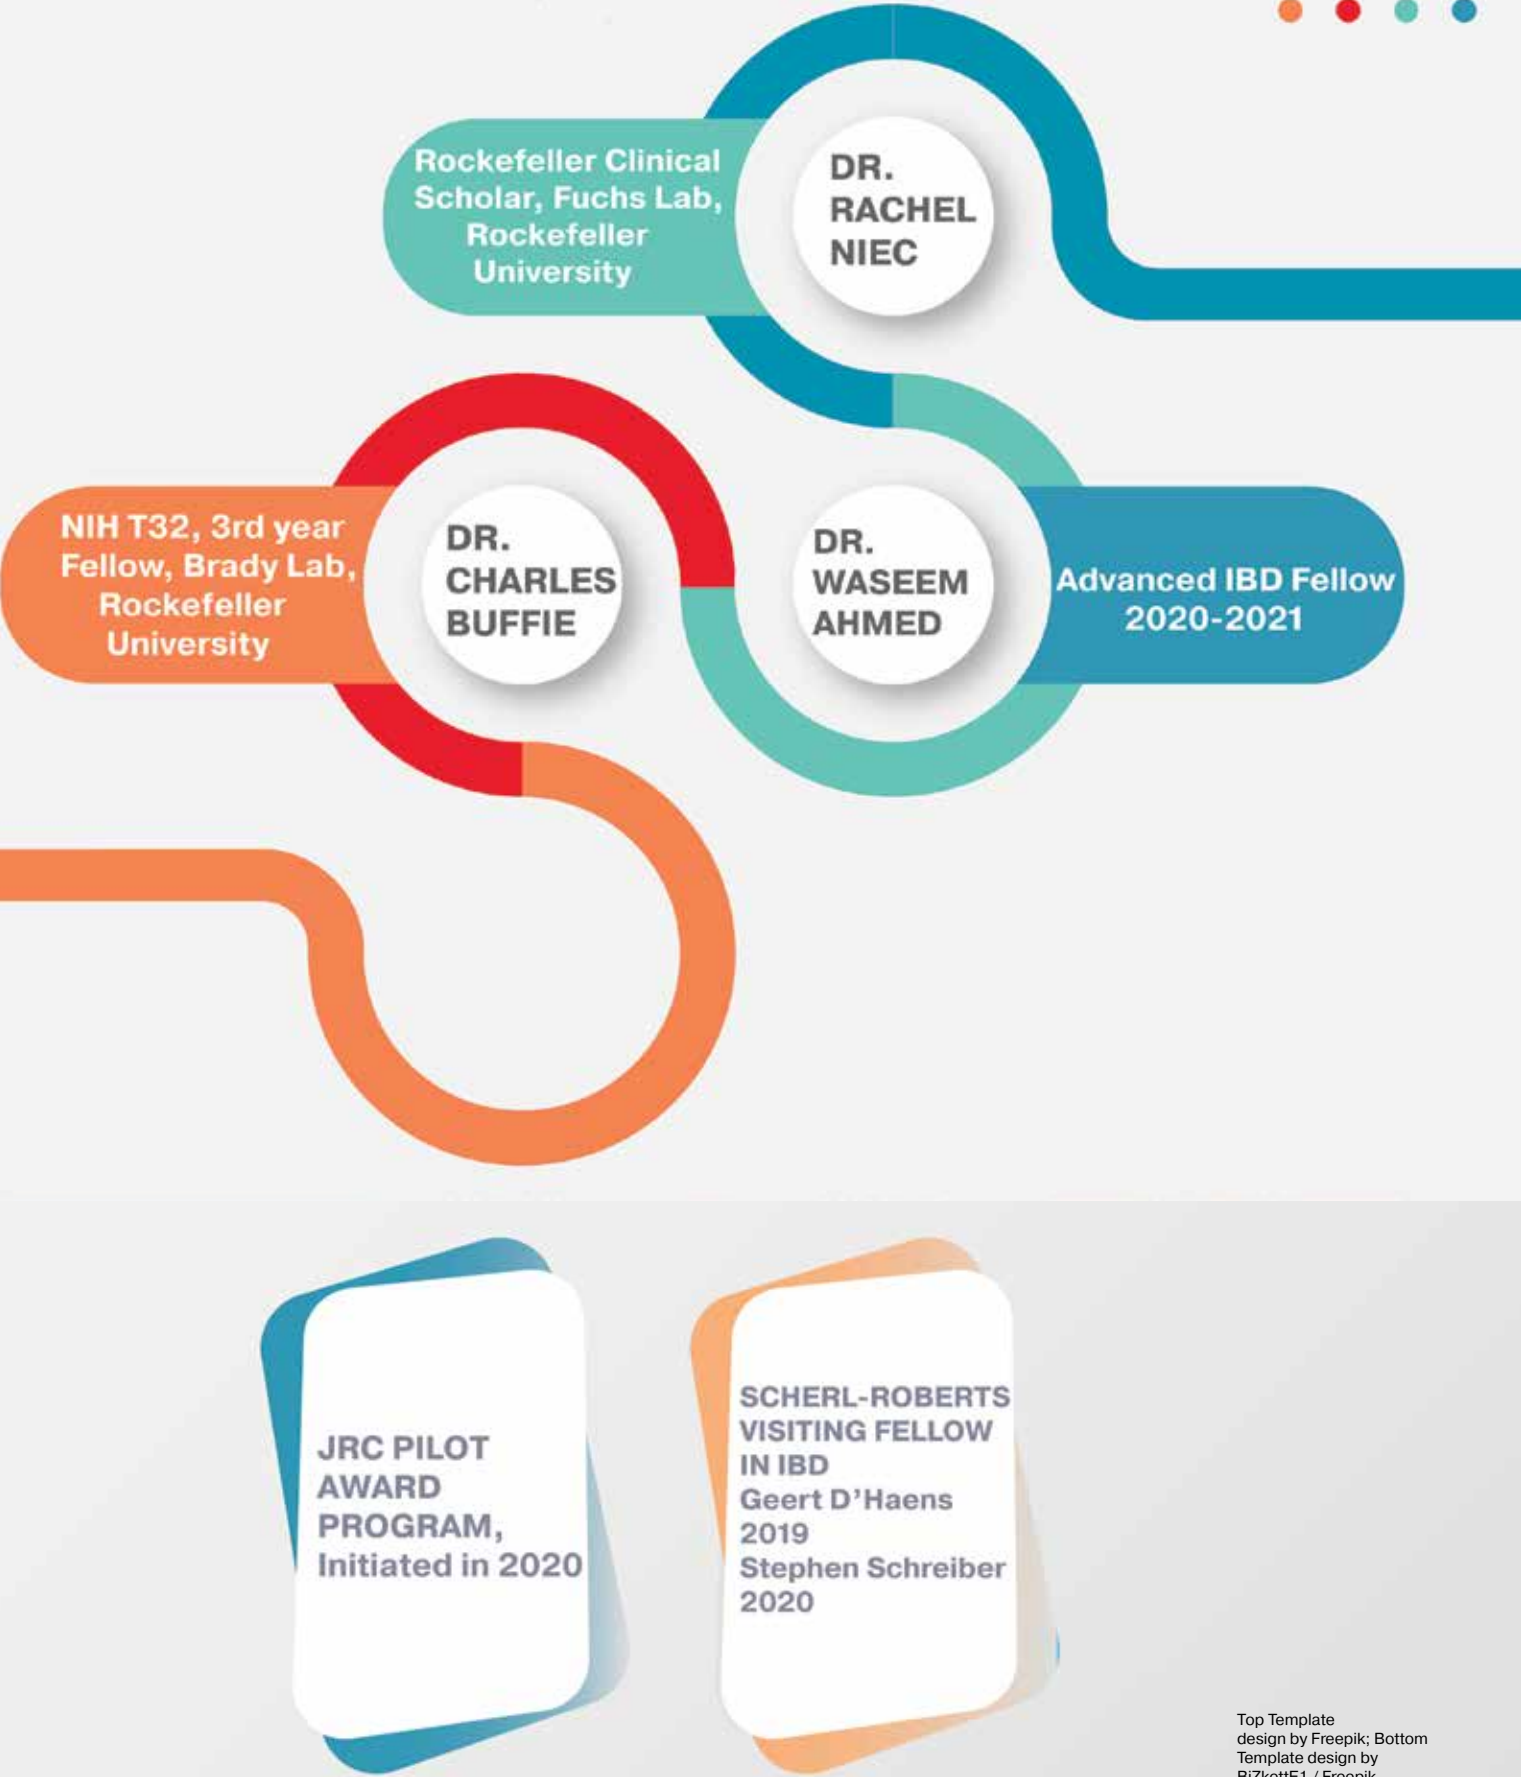 Rockefeller Clinical
Scholar, Fuchs Lab,
Rockefeller
University
DR.
RACHEL
NIEC
NIH T32, 3rd year
Fellow, Brady Lab,
Rockefeller
University
DR.
CHARLES
BUFFIE
DR.
WASEEM
AHMED
Advanced IBD Fellow
2020-2021
JRC PILOT
AWARD
PROGRAM,
Initiated in 2020
SCHERL-ROBERTS
VISITING FELLOW
IN IBD
Geert D'Haens
2019
Stephen Schreiber
2020
Top Template
design by Freepik; Bottom
Template design by
/ Freepik